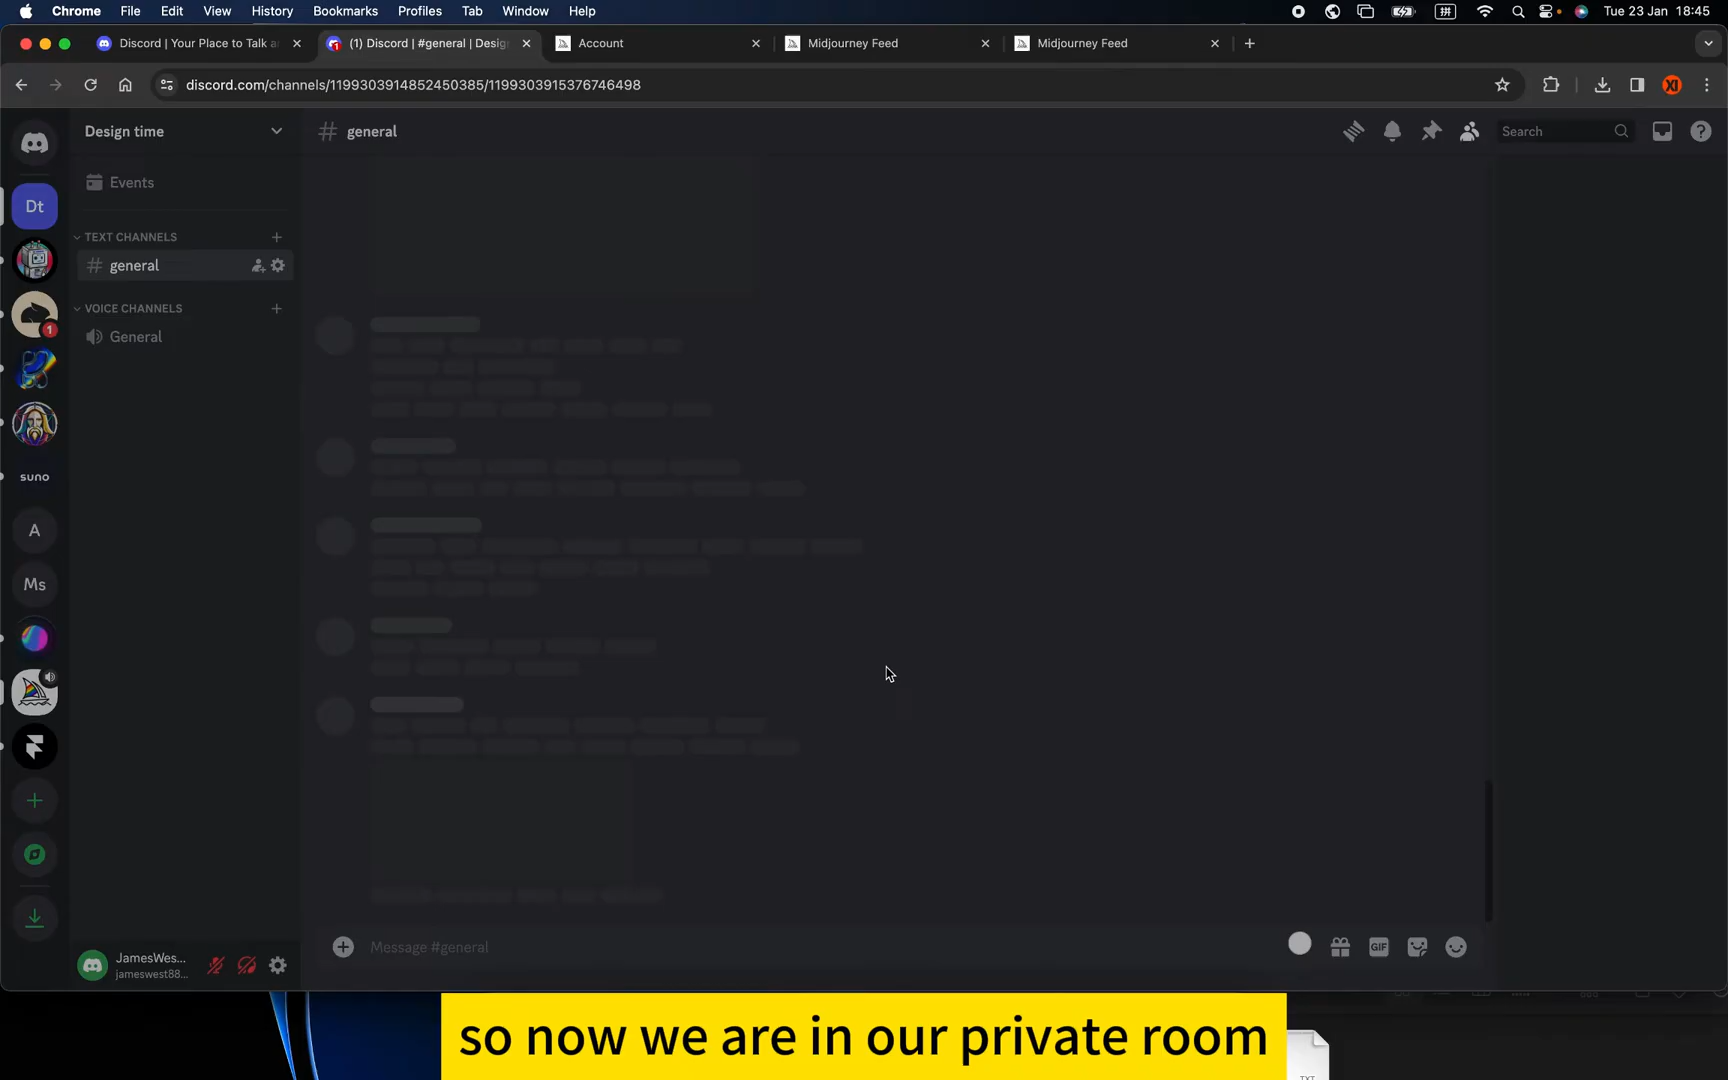 Chrome File Edit View History Bookmarks Profiles Tab Window Help Tue 23 Jan 18:45
Discord | Your Place to Talk a (1) Discord | #general | Desig Account Midjourney Feed Midjourney Feed
discord.com/channels/1199303914852450385/1199303915376746498 XI
Design time # general Search
Events
Dt
TEXT CHANNELS
# general
VOICE CHANNELS
1
General
suno
A
Ms
JamesWes...
jameswest88...
Message #general GIF
so now we are in our private room
TXT